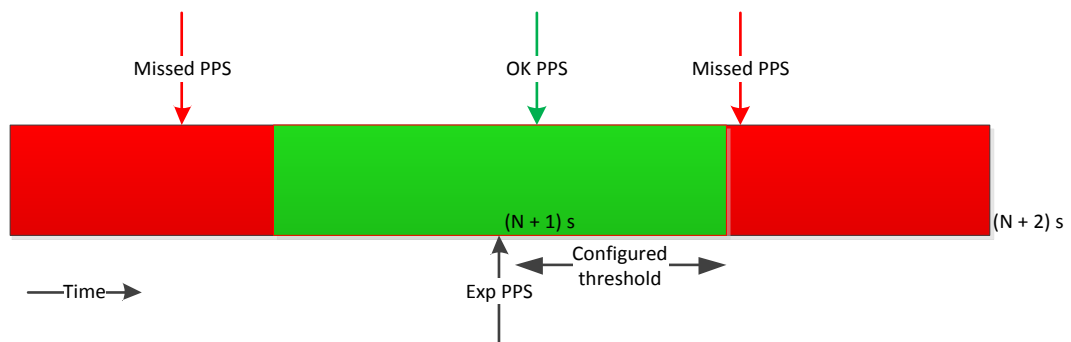 Missed PPS
OK PPS
Missed PPS
(N + 1) s
(N + 2) s
Configured
threshold
Time
Exp PPS